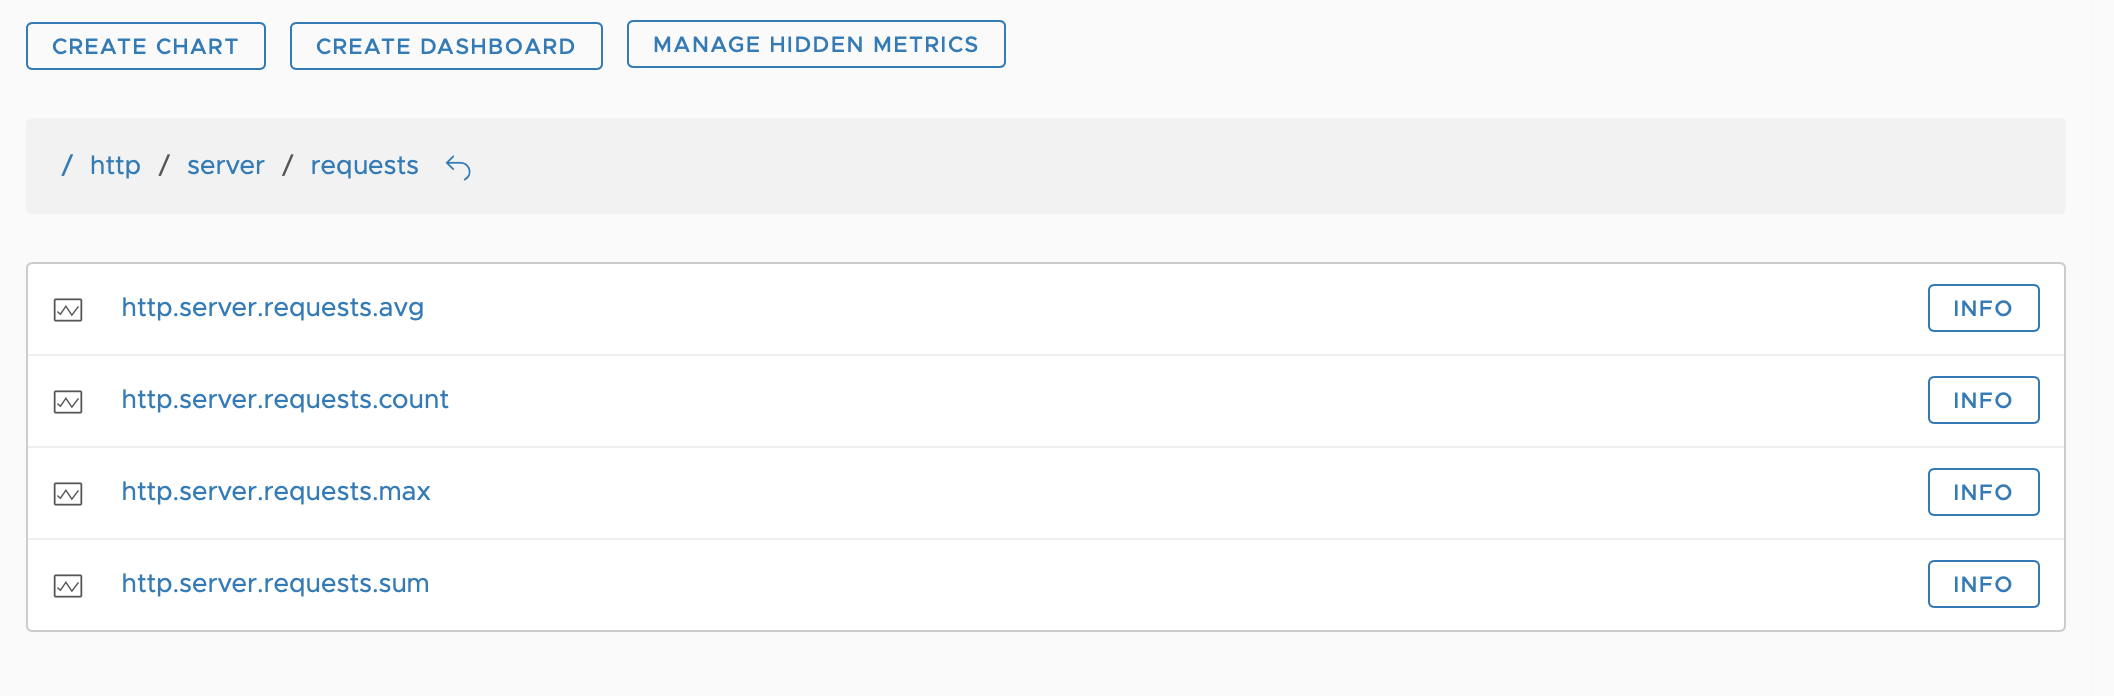 CREATE CHART CREATE DASHBOARD MANAGE HIDDEN METRICS
/ http / server / requests
http.server.requests.avg INFO
http.server.requests.count INFO
http.server.requests.max INFO
http.server.requests.sum INFO